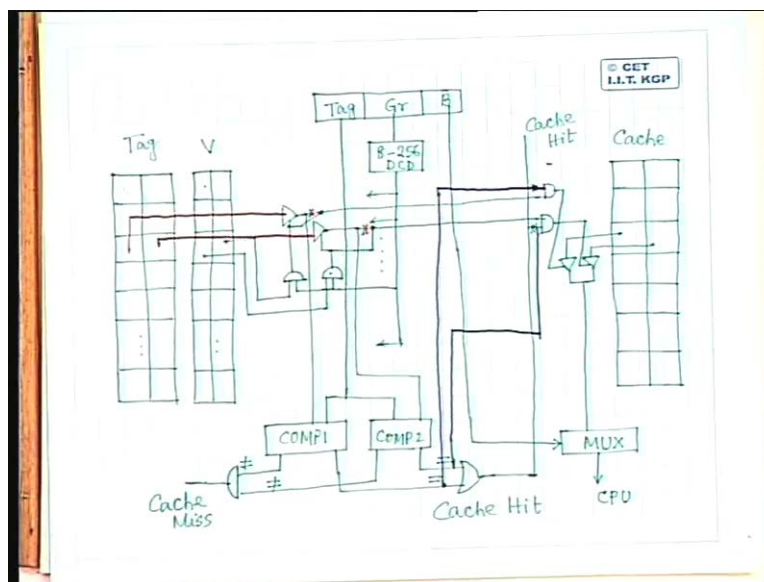 © CET
I.I.T. KGP
Tag Gr B
Tag V
8-256
DCD
Cache
Hit
Cache
COMP1
COMP2
MUX
≠
≠
=
=
Cache
Miss
Cache Hit
CPU